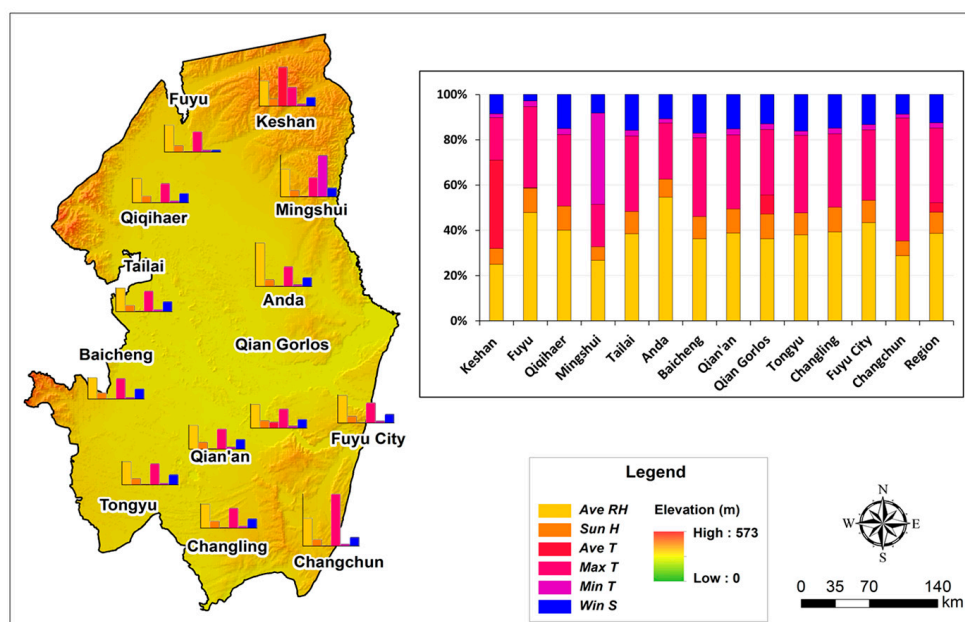 Fuyu
Keshan
Qiqihaer
Mingshui
Tailai
Anda
Qian Gorlos
Baicheng
Fuyu City
Qian'an
Tongyu
Changling
Changchun
100%
80%
60%
40%
20%
0%
Keshan
Fuyu
Qiqihaer
Mingshui
Tailai
Anda
Baicheng
Qian'an
Qian Gorlos
Tongyu
Changling
Fuyu City
Changchun
Region
Legend
Ave RH
Sun H
Ave T
Max T
Min T
Win S
Elevation (m)
High : 573
Low : 0
N
W E
S
0 35 70 140
km